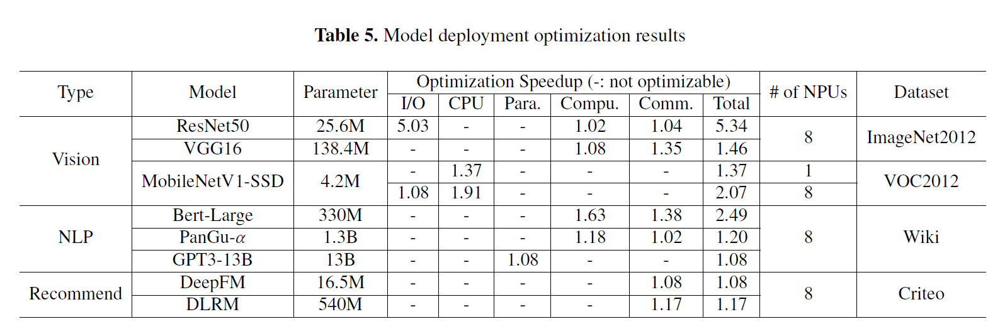 Table 5. Model deployment optimization results
Type Model Parameter Optimization Speedup (-: not optimizable) # of NPUs Dataset
I/O CPU Para. Compu. Comm. Total
Vision ResNet50 25.6M 5.03 - - 1.02 1.04 5.34 8 ImageNet2012
VGG16 138.4M - - - 1.08 1.35 1.46
MobileNetV1-SSD 4.2M - 1.37 - - - 1.37 1 VOC2012
1.08 1.91 - - - 2.07 8
NLP Bert-Large 330M - - - 1.63 1.38 2.49 8 Wiki
PanGu-α 1.3B - - - 1.18 1.02 1.20
GPT3-13B 13B - - 1.08 - - 1.08
Recommend DeepFM 16.5M - - - - 1.08 1.08 8 Criteo
DLRM 540M - - - - 1.17 1.17